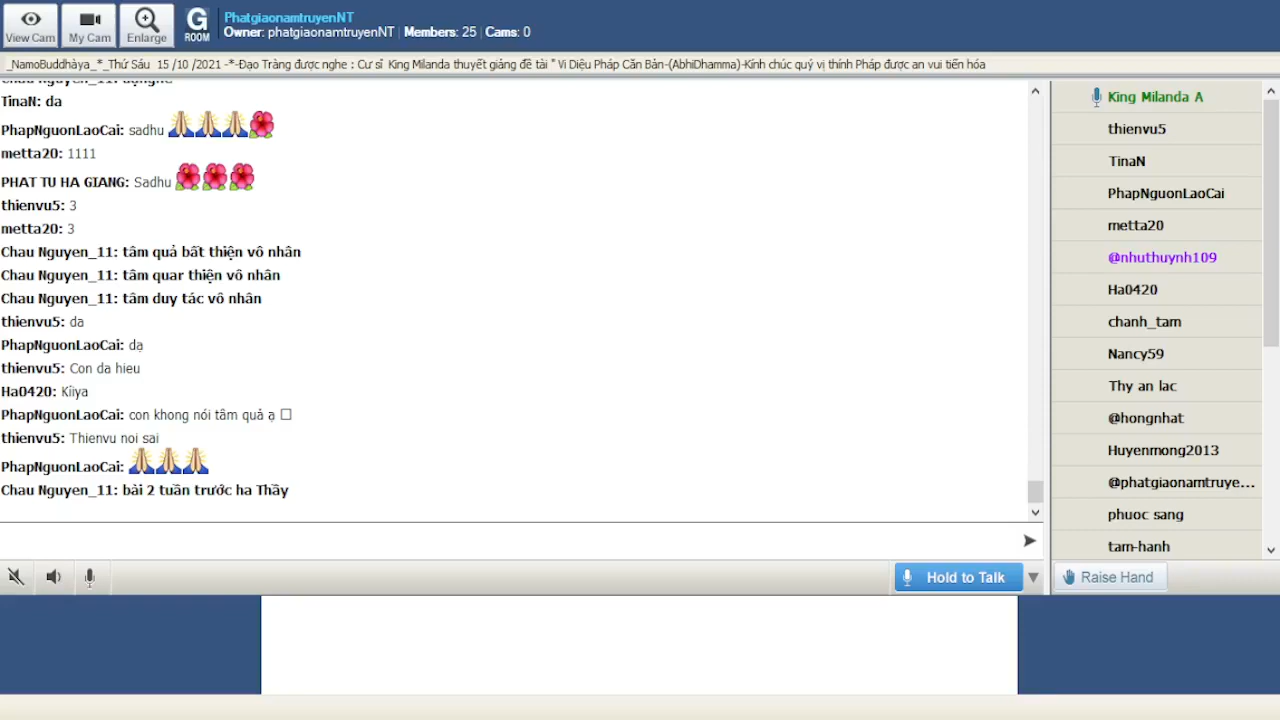 View Cam
My Cam
Enlarge
G
ROOM
PhatgiaonamtruyenNT
Owner: phatgiaonamtruyenNT | Members: 25 | Cams: 0
_NamoBuddhàya_*_Thứ Sáu 15 /10 /2021 -*-Đạo Tràng được nghe : Cư sĩ King Milanda thuyết giảng đề tài " Vi Diệu Pháp Căn Bản-(AbhiDhamma)-Kính chúc quý vị thính Pháp được an vui tiến hóa
TinaN: da
PhapNguonLaoCai: sadhu
metta20: 1111
PHAT TU HA GIANG: Sadhu
thienvu5: 3
metta20: 3
Chau Nguyen_11: tâm quả bất thiện vô nhân
Chau Nguyen_11: tâm quar thiện vô nhân
Chau Nguyen_11: tâm duy tác vô nhân
thienvu5: da
PhapNguonLaoCai: dạ
thienvu5: Con da hieu
Ha0420: Kiiya
PhapNguonLaoCai: con khong nói tâm quả ạ
thienvu5: Thienvu noi sai
PhapNguonLaoCai:
Chau Nguyen_11: bài 2 tuần trước ha Thầy
King Milanda A
thienvu5
TinaN
PhapNguonLaoCai
metta20
@nhuthuynh109
Ha0420
chanh_tam
Nancy59
Thy an lac
@hongnhat
Huyenmong2013
@phatgiaonamtruye...
phuoc sang
tam-hanh
Hold to Talk
Raise Hand